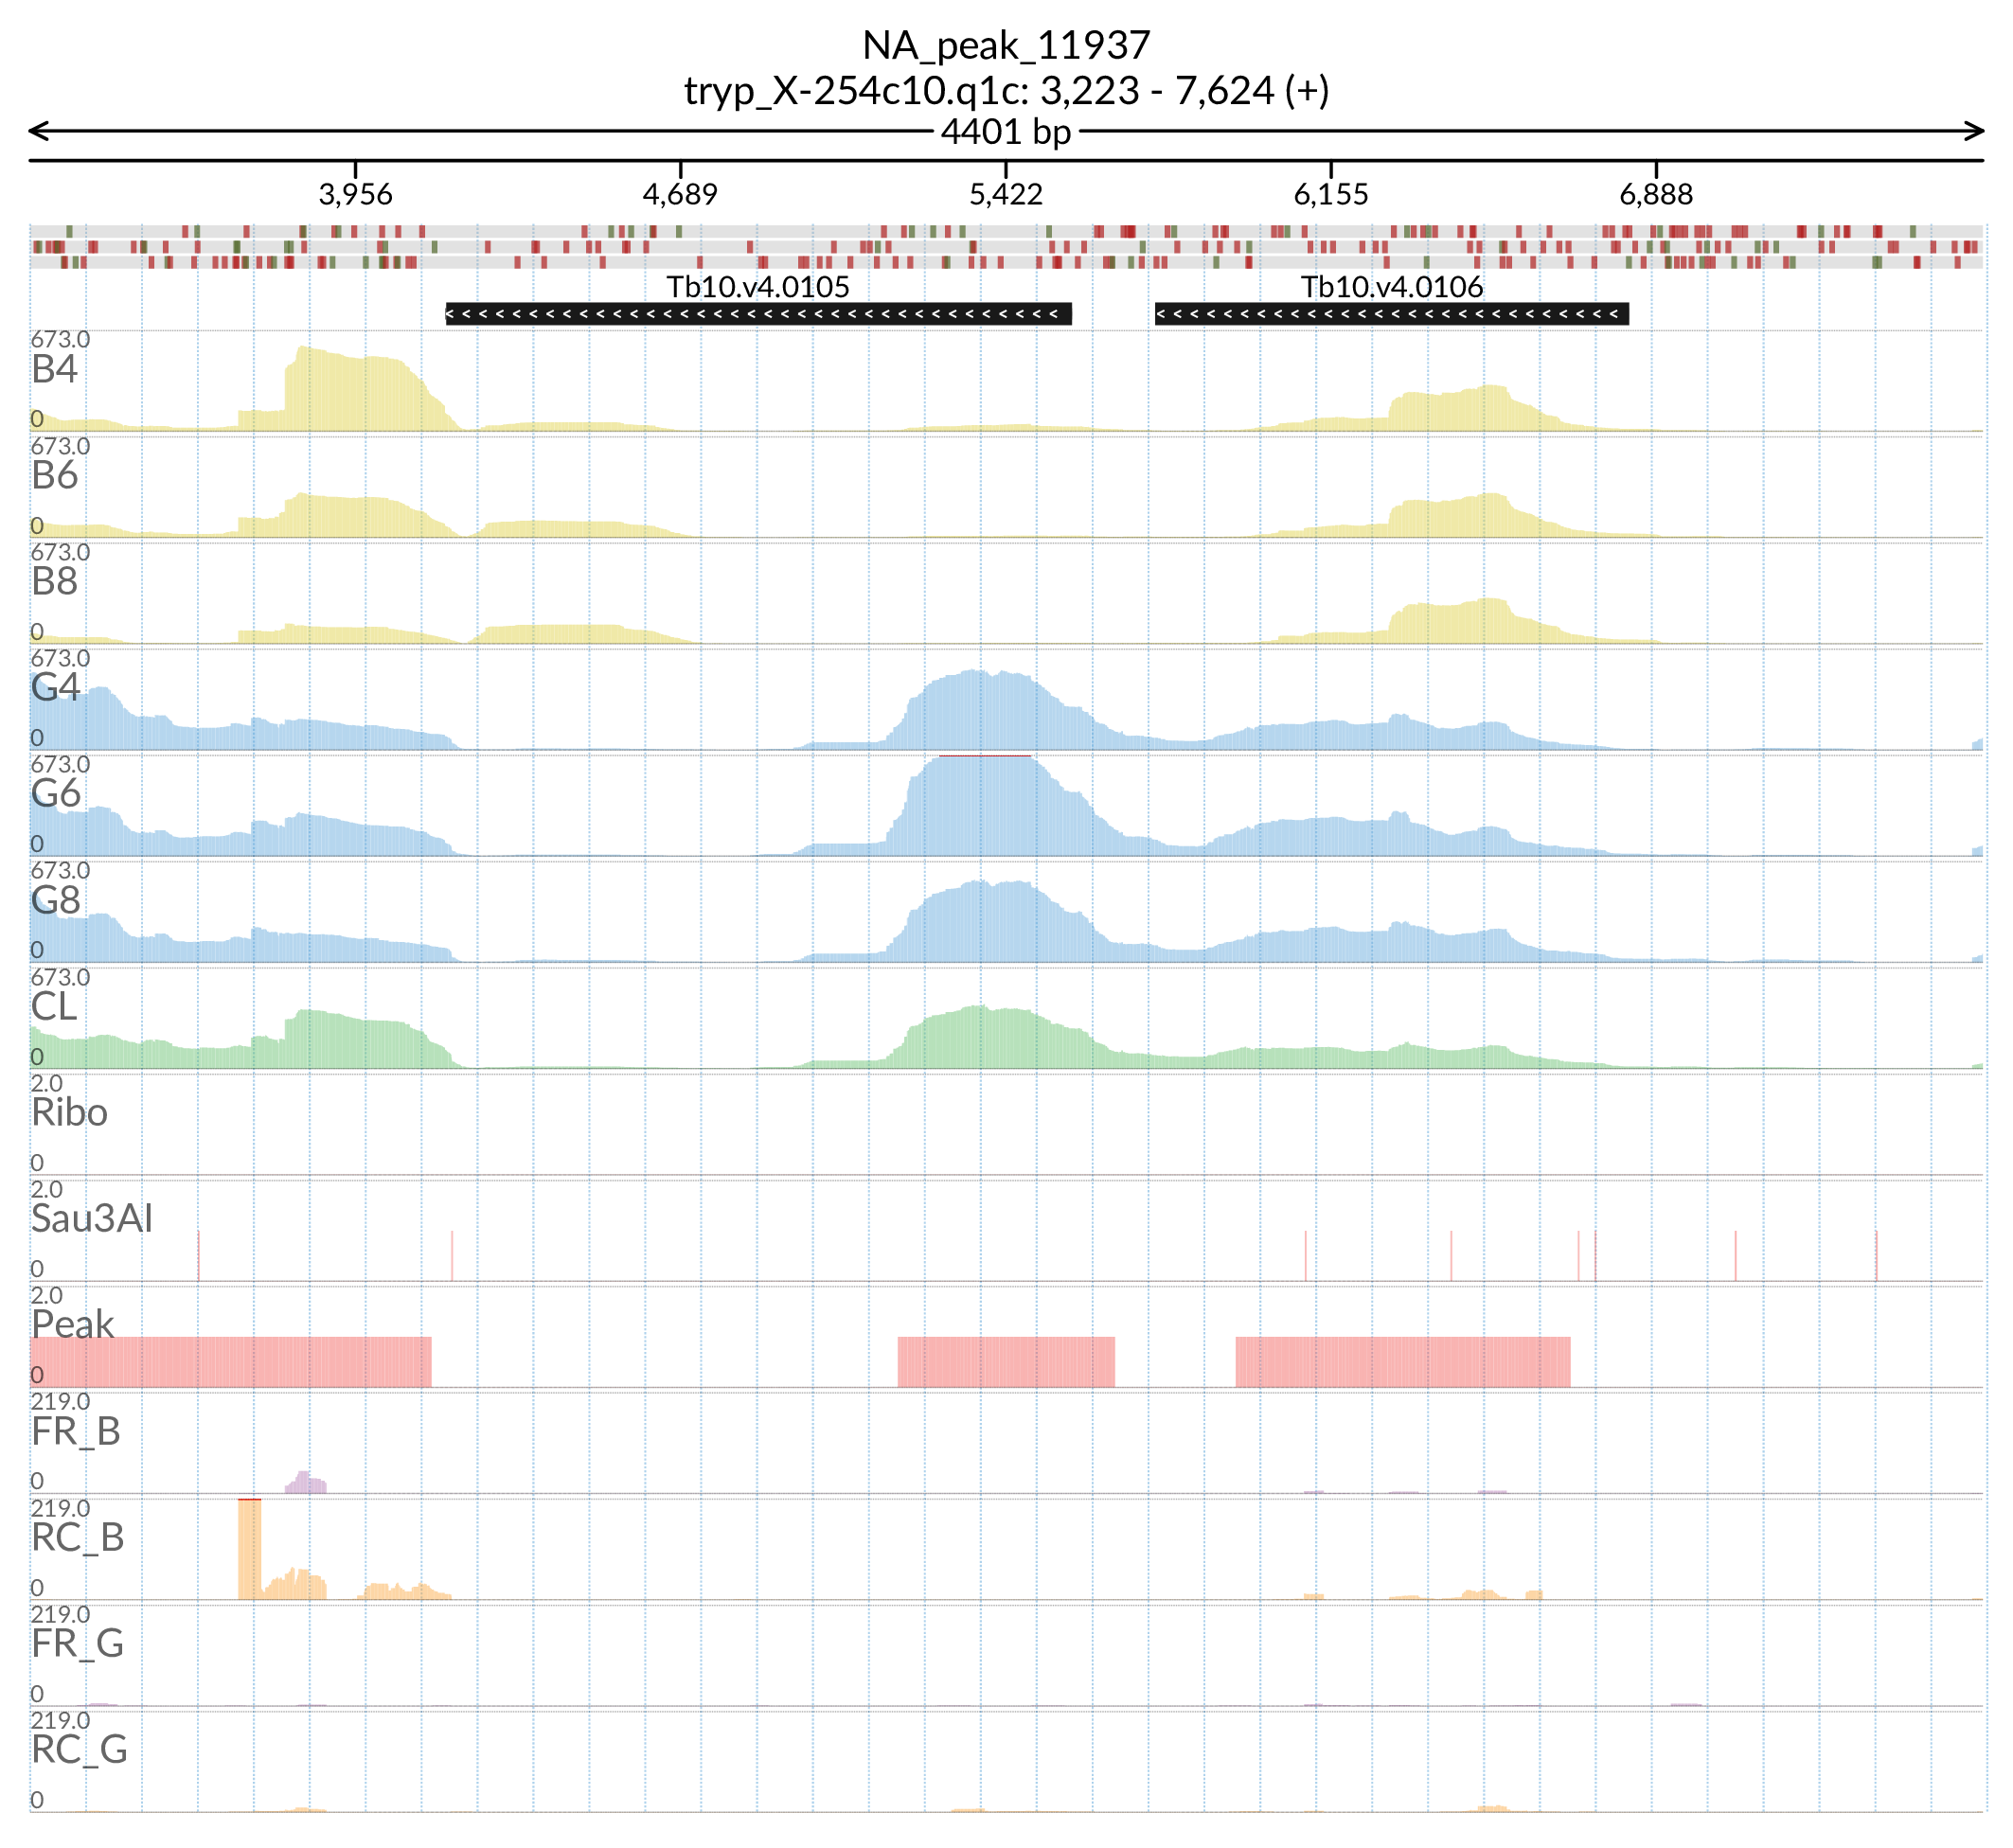 NA_peak_11937
tryp_X-254c10.q1c: 3,223 - 7,624 (+)
4401 bp
3,956 4,689 5,422 6,155 6,888
Tb10.v4.0105 Tb10.v4.0106
673.0
B4
0
673.0
B6
0
673.0
B8
0
673.0
G4
0
673.0
G6
0
673.0
G8
0
673.0
CL
0
2.0
Ribo
0
2.0
Sau3AI
0
2.0
Peak
0
219.0
FR_B
0
219.0
RC_B
0
219.0
FR_G
0
219.0
RC_G
0